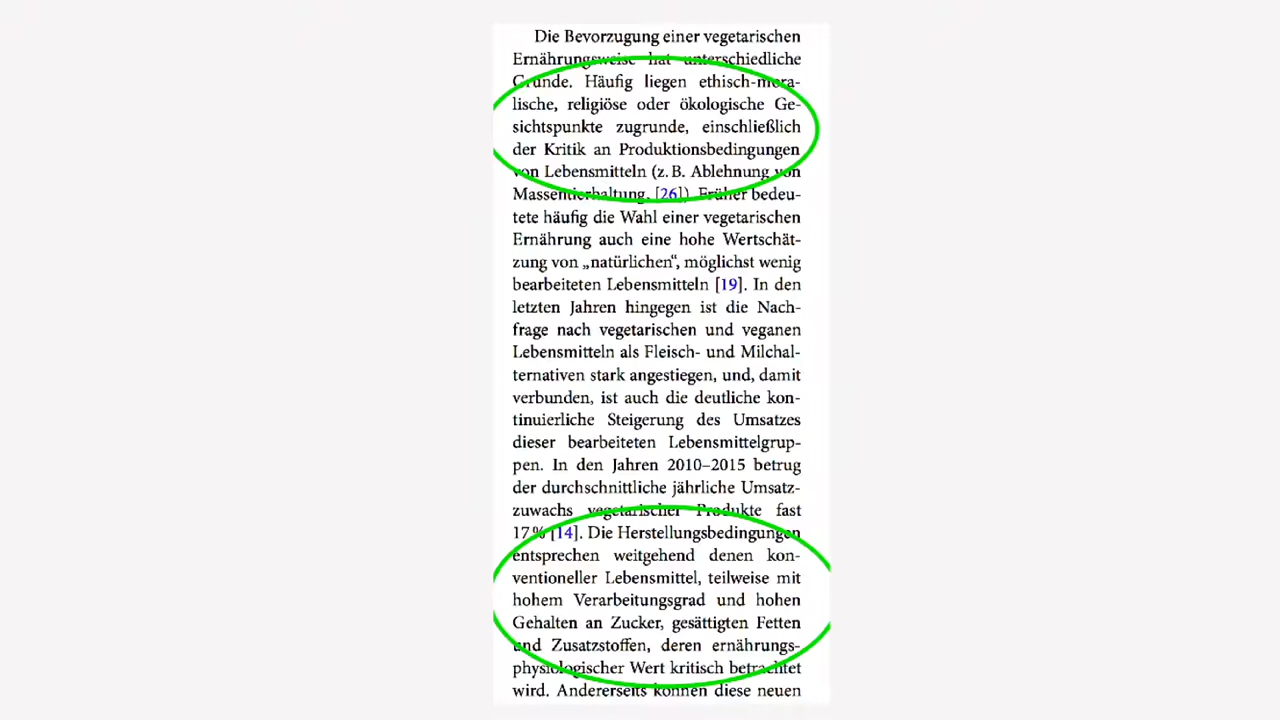 Die Bevorzugung einer vegetarischen
Ernährungsweise hat unterschiedliche
Gründe. Häufig liegen ethisch-mora-
lische, religiöse oder ökologische Ge-
sichtspunkte zugrunde, einschließlich
der Kritik an Produktionsbedingungen
von Lebensmitteln (z. B. Ablehnung von
Massentierhaltung, [26]). Früher bedeu-
tete häufig die Wahl einer vegetarischen
Ernährung auch eine hohe Wertschät-
zung von „natürlichen“, möglichst wenig
bearbeiteten Lebensmitteln [19]. In den
letzten Jahren hingegen ist die Nach-
frage nach vegetarischen und veganen
Lebensmitteln als Fleisch- und Milchal-
ternativen stark angestiegen, und, damit
verbunden, ist auch die deutliche kon-
tinuierliche Steigerung des Umsatzes
dieser bearbeiteten Lebensmittelgrup-
pen. In den Jahren 2010–2015 betrug
der durchschnittliche jährliche Umsatz-
zuwachs vegetarischer Produkte fast
17 % [14]. Die Herstellungsbedingungen
entsprechen weitgehend denen kon-
ventioneller Lebensmittel, teilweise mit
hohem Verarbeitungsgrad und hohen
Gehalten an Zucker, gesättigten Fetten
und Zusatzstoffen, deren ernährungs-
physiologischer Wert kritisch betrachtet
wird. Andererseits können diese neuen